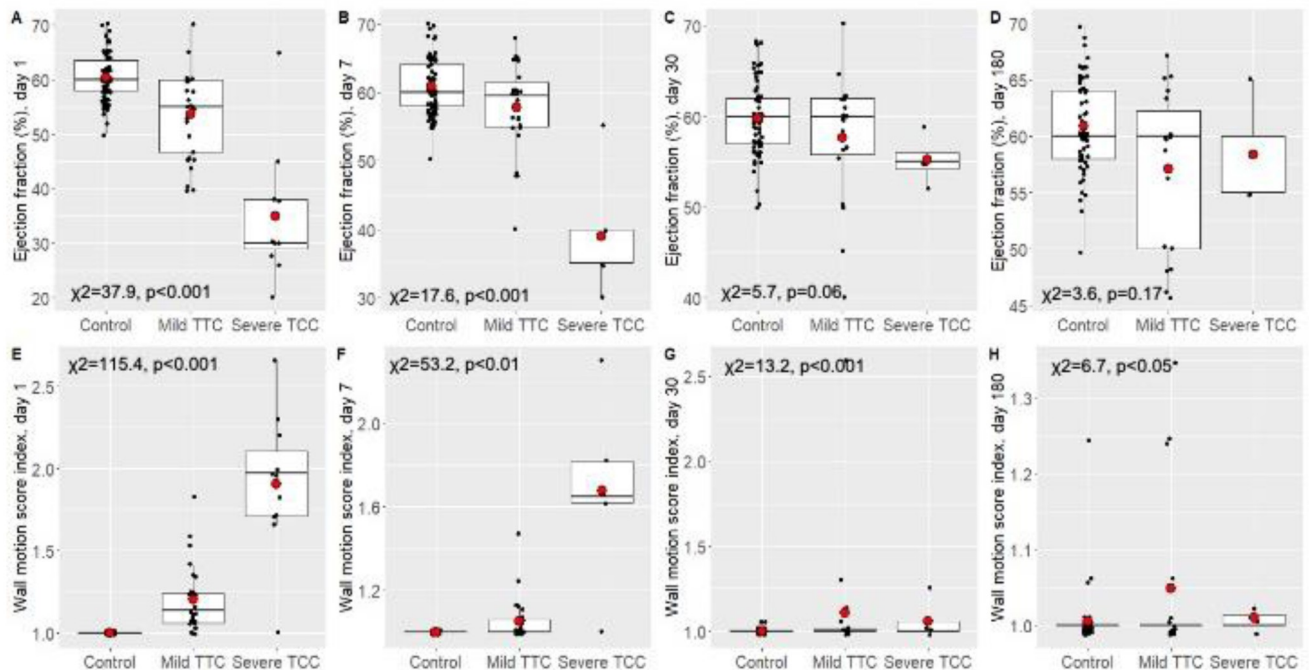 A
Ejection fraction (%), day 1
70
60
50
40
30
20
χ2=37.9, p<0.001
Control Mild TTC Severe TCC
B
Ejection fraction (%), day 7
70
60
50
40
30
χ2=17.6, p<0.001
Control Mild TTC Severe TCC
C
Ejection fraction (%), day 30
70
60
50
40
χ2=5.7, p=0.06
Control Mild TTC Severe TCC
D
Ejection fraction (%), day 180
70
65
60
55
50
45
χ2=3.6, p=0.17
Control Mild TTC Severe TCC
E
Wall motion score index, day 1
χ2=115.4, p<0.001
2.5
2.0
1.5
1.0
Control Mild TTC Severe TCC
F
Wall motion score index, day 7
χ2=53.2, p<0.01
2.0
1.6
1.2
Control Mild TTC Severe TCC
G
Wall motion score index, day 30
χ2=13.2, p<0.001
2.5
2.0
1.5
1.0
Control Mild TTC Severe TCC
H
Wall motion score index, day 180
χ2=6.7, p<0.05
1.3
1.2
1.1
1.0
Control Mild TTC Severe TCC